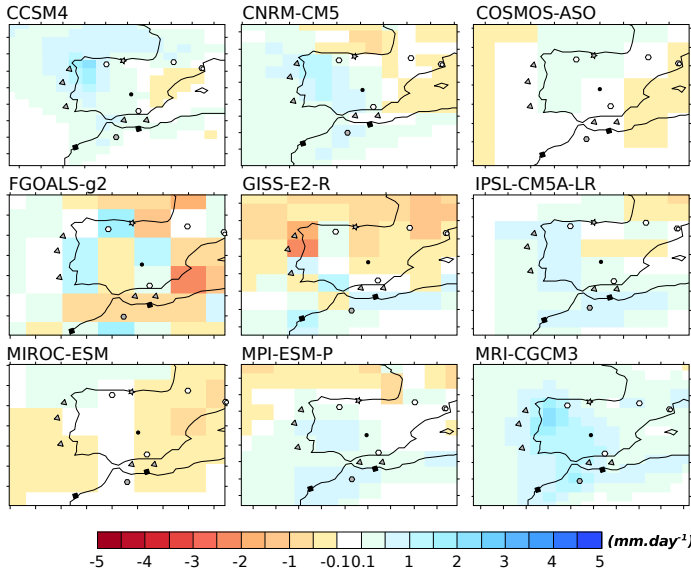 CCSM4 CNRM-CM5 COSMOS-ASO
FGOALS-g2 GISS-E2-R IPSL-CM5A-LR
MIROC-ESM MPI-ESM-P MRI-CGCM3
-5 -4 -3 -2 -1 -0.1 0 0.1 1 2 3 4 5 (mm.day⁻¹)